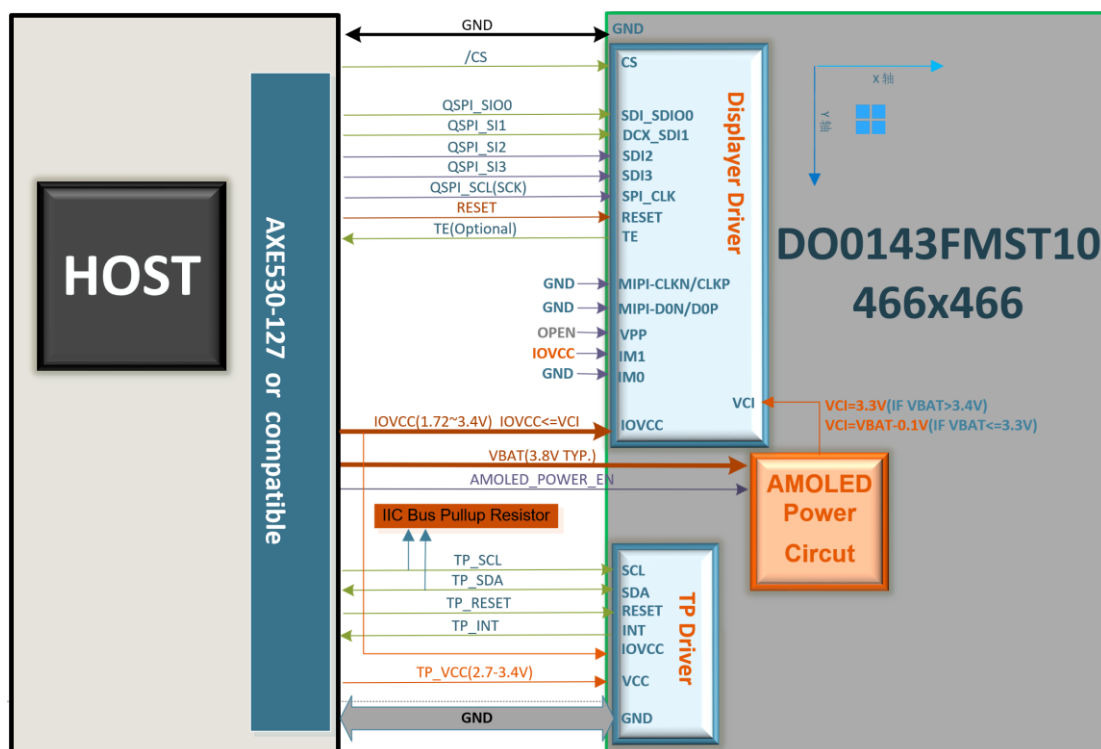 GND
GND
/CS
CS
QSPI_SIO0
SDI_SDIO0
QSPI_SI1
DCX_SDI1
QSPI_SI2
SDI2
QSPI_SI3
SDI3
QSPI_SCL(SCK)
SPI_CLK
RESET
RESET
TE(Optional)
TE
GND
MIPI-CLKN/CLKP
GND
MIPI-D0N/D0P
OPEN
VPP
IOVCC
IM1
GND
IM0
VCI
IOVCC(1.72~3.4V) IOVCC<=VCI
IOVCC
Displayer Driver
HOST
AXE530-127 or compatible
X 轴
Y 轴
DO0143FMST10
466x466
VCI=3.3V(IF VBAT>3.4V)
VCI=VBAT-0.1V(IF VBAT<=3.3V)
VBAT(3.8V TYP.)
AMOLED_POWER_EN
AMOLED
Power
Circut
IIC Bus Pullup Resistor
TP_SCL
SCL
TP_SDA
SDA
TP_RESET
RESET
TP_INT
INT
IOVCC
TP_VCC(2.7-3.4V)
VCC
GND
GND
TP Driver